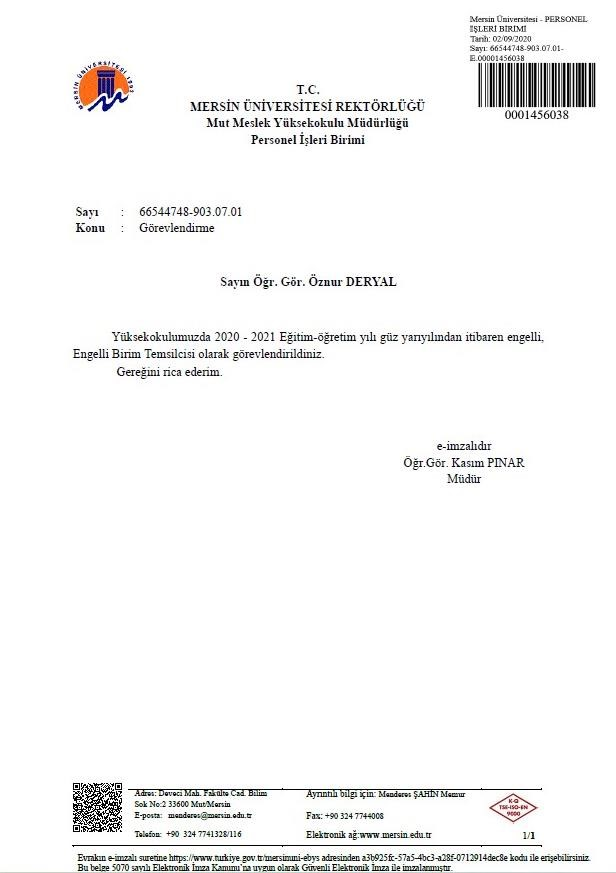 Mersin Üniversitesi - PERSONEL
İŞLERİ BİRİMİ
Tarih: 02/09/2020
Sayı: 66544748-903.07.01-
E.00001456038
0001456038
MERSİN ÜNİVERSİTESİ 1992
T.C.
MERSİN ÜNİVERSİTESİ REKTÖRLÜĞÜ
Mut Meslek Yüksekokulu Müdürlüğü
Personel İşleri Birimi
Sayı : 66544748-903.07.01
Konu : Görevlendirme
Sayın Öğr. Gör. Öznur DERYAL
Yüksekokulumuzda 2020 - 2021 Eğitim-öğretim yılı güz yarıyılından itibaren engelli,
Engelli Birim Temsilcisi olarak görevlendirildiniz.
Gereğini rica ederim.
e-imzalıdır
Öğr.Gör. Kasım PINAR
Müdür
Adres: Deveci Mah. Fakülte Cad. Bilim
Sok No:2 33600 Mut/Mersin
E-posta: menderes@mersin.edu.tr
Telefon: +90 324 7741328/116
Ayrıntılı bilgi için: Menderes ŞAHİN Memur
Fax: +90 324 7744008
Elektronik ağ:www.mersin.edu.tr
K-Q
TSE-ISO-EN
9000
1/1
Evrakın e-imzalı suretine https://www.turkiye.gov.tr/mersinuni-ebys adresinden a3b925fc-57a5-4bc3-a28f-0712914dec8e kodu ile erişebilirsiniz.
Bu belge 5070 sayılı Elektronik İmza Kanunu'na uygun olarak Güvenli Elektronik İmza ile imzalanmıştır.